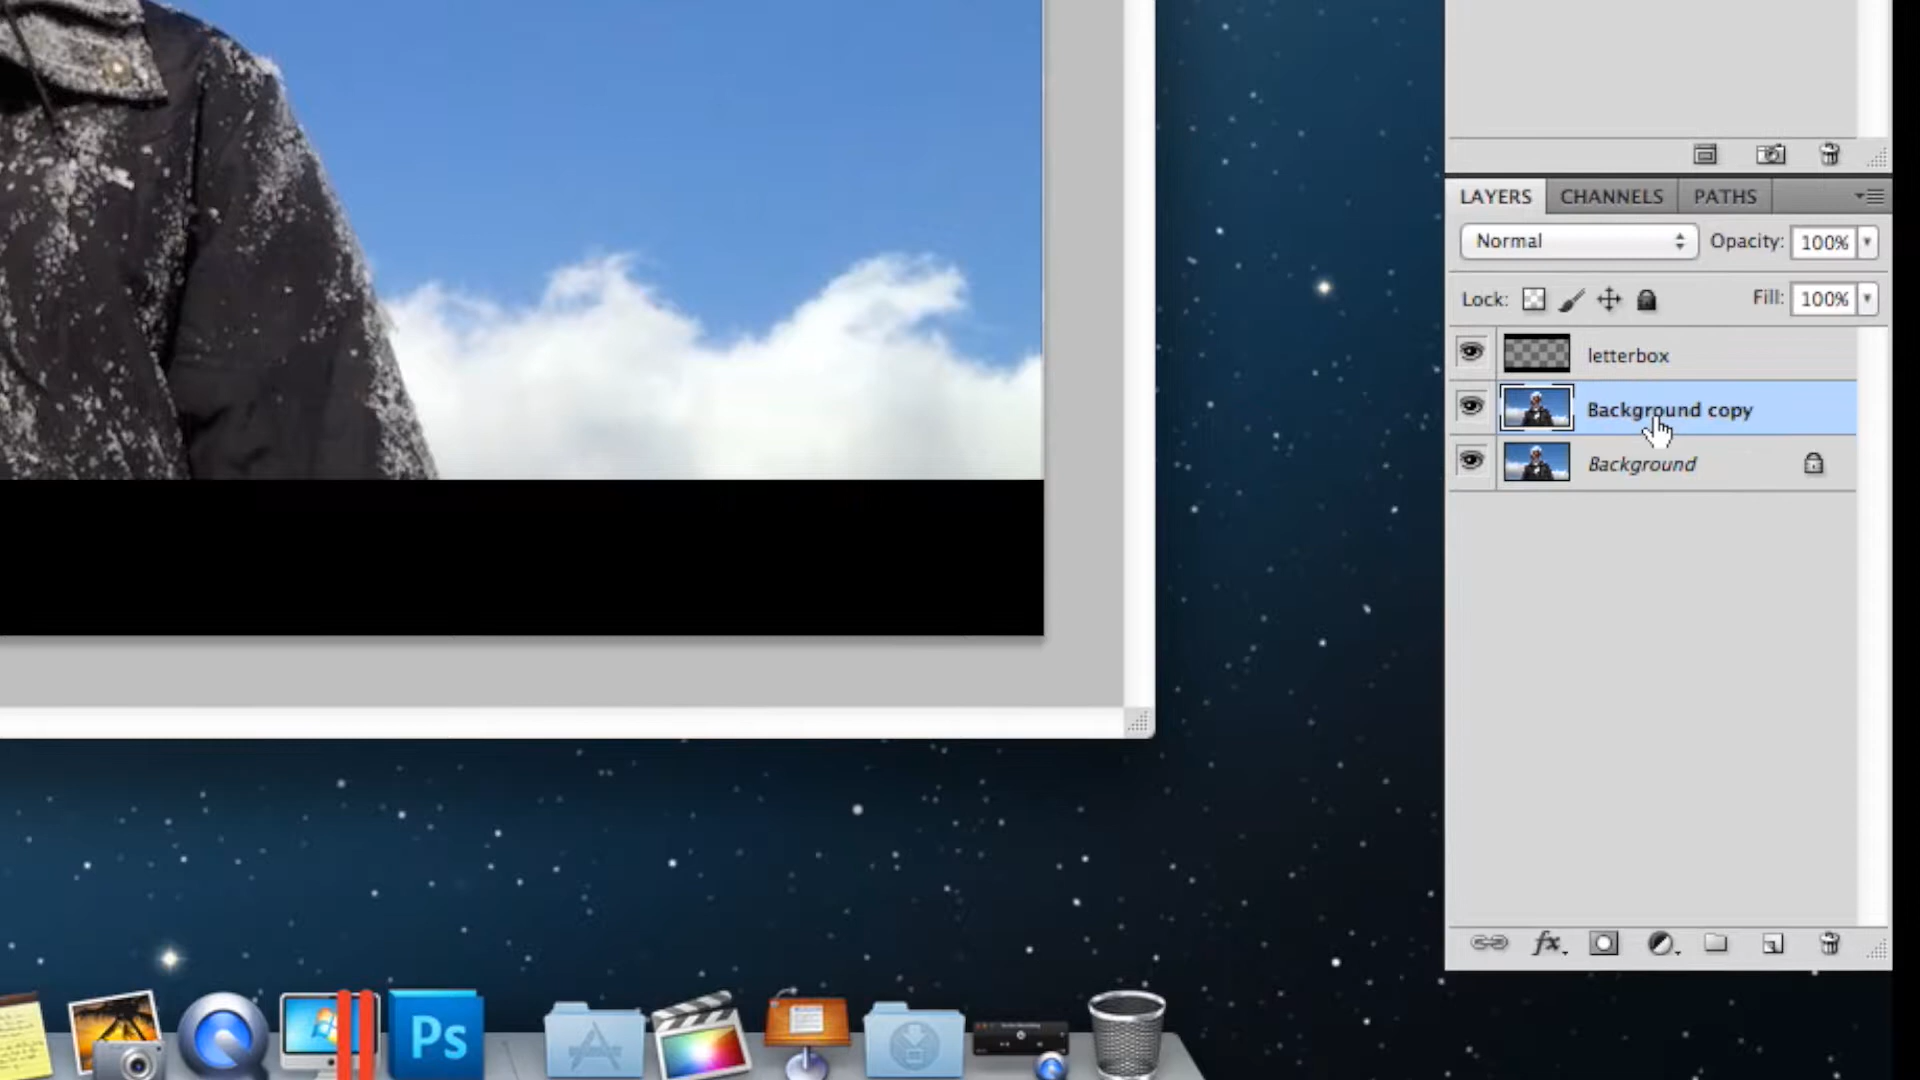 LAYERS CHANNELS PATHS
Normal Opacity: 100%
Lock: Fill: 100%
letterbox
Background copy
Background
fx
Ps